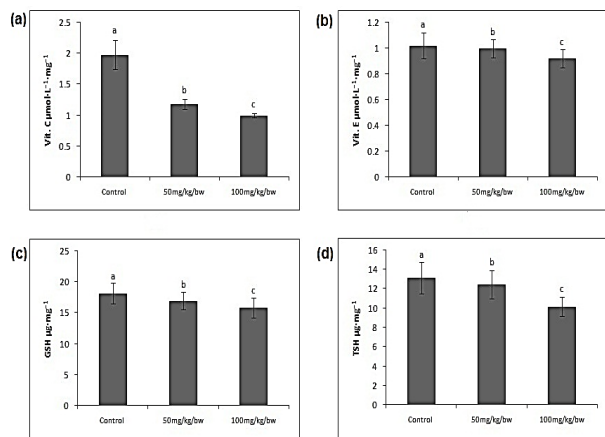 (a)
a
b
c
2.5
2
1.5
1
0.5
0
Vit. C µmol·L⁻¹·mg⁻¹
Control 50mg/kg/bw 100mg/kg/bw
(b)
a
b
c
1.2
1
0.8
0.6
0.4
0.2
0
Vit. E µmol·L⁻¹·mg⁻¹
Control 50mg/kg/bw 100mg/kg/bw
(c)
a
b
c
25
20
15
10
5
0
GSH µg·mg⁻¹
Control 50mg/kg/bw 100mg/kg/bw
(d)
a
b
c
16
14
12
10
8
6
4
2
0
TSH µg·mg⁻¹
Control 50mg/kg/bw 100mg/kg/bw